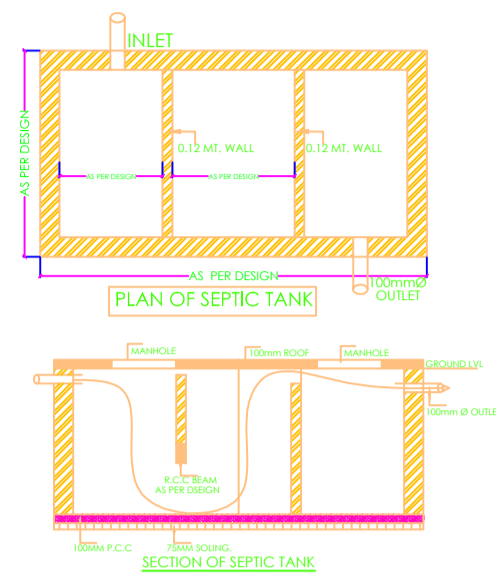 INLET
AS PER DESIGN
0.12 MT. WALL
0.12 MT. WALL
AS PER DESIGN
AS PER DESIGN
AS PER DESIGN
100mmØ
OUTLET
PLAN OF SEPTIC TANK
MANHOLE
100mm ROOF
MANHOLE
GROUND LVL
100mm Ø OUTLE
R.C.C BEAM
AS PER DSEIGN
100MM P.C.C
75MM SOLING.
SECTION OF SEPTIC TANK